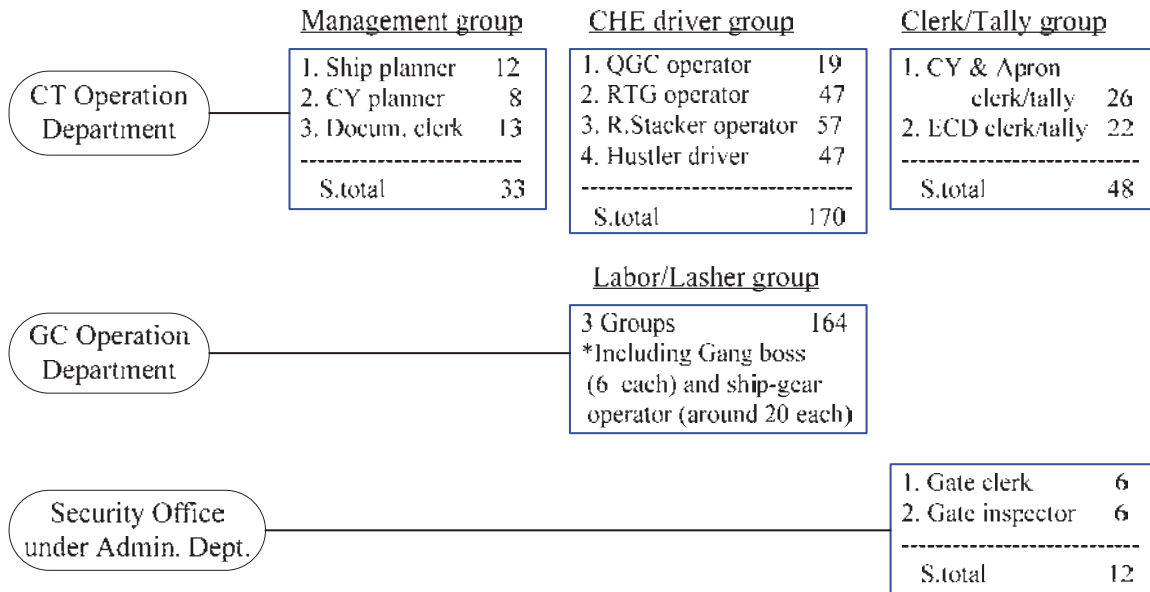 Management group
CHE driver group
Clerk/Tally group
CT Operation
Department
1. Ship planner 12
2. CY planner 8
3. Docum. clerk 13
S.total 33
1. QGC operator 19
2. RTG operator 47
3. R.Stacker operator 57
4. Hustler driver 47
S.total 170
1. CY & Apron
clerk/tally 26
2. ECD clerk/tally 22
S.total 48
Labor/Lasher group
GC Operation
Department
3 Groups 164
*Including Gang boss
(6 each) and ship-gear
operator (around 20 each)
Security Office
under Admin. Dept.
1. Gate clerk 6
2. Gate inspector 6
S.total 12